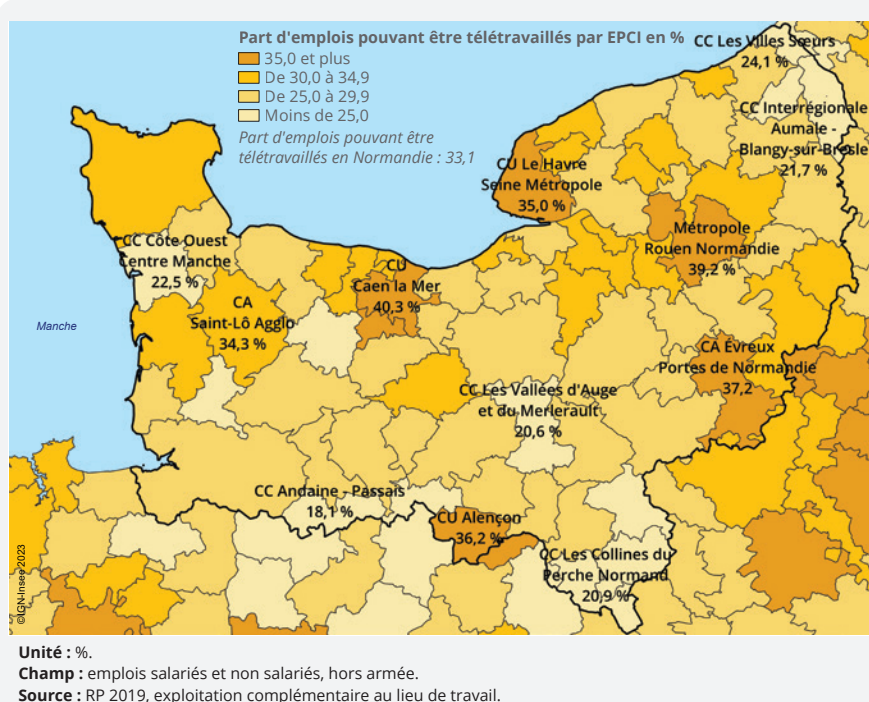 Part d'emplois pouvant être télétravaillés par EPCI en %
35,0 et plus
De 30,0 à 34,9
De 25,0 à 29,9
Moins de 25,0
Part d'emplois pouvant être
télétravaillés en Normandie : 33,1
CC Les Villes Sœurs
24,1 %
CC Interrégionale
Aumale -
Blangy-sur-Bresle
21,7 %
CU Le Havre
Seine Métropole
35,0 %
Métropole
Rouen Normandie
39,2 %
CC Côte Ouest
Centre Manche
22,5 %
CU
Caen la Mer
40,3 %
CA
Saint-Lô Agglo
34,3 %
Manche
CA Évreux
Portes de Normandie
37,2
CC Les Vallées d'Auge
et du Merlerault
20,6 %
CC Andaine - Passais
18,1 %
CU Alençon
36,2 %
CC Les Collines du
Perche Normand
20,9 %
©IGN-Insee 2023
Unité : %.
Champ : emplois salariés et non salariés, hors armée.
Source : RP 2019, exploitation complémentaire au lieu de travail.